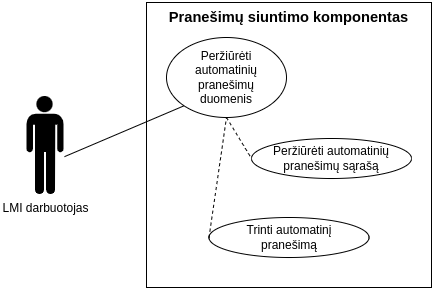 Pranešimų siuntimo komponentas
Peržiūrėti
automatinių
pranešimų
duomenis
Peržiūrėti automatinių
pranešimų sąrašą
LMI darbuotojas
Trinti automatinį
pranešimą